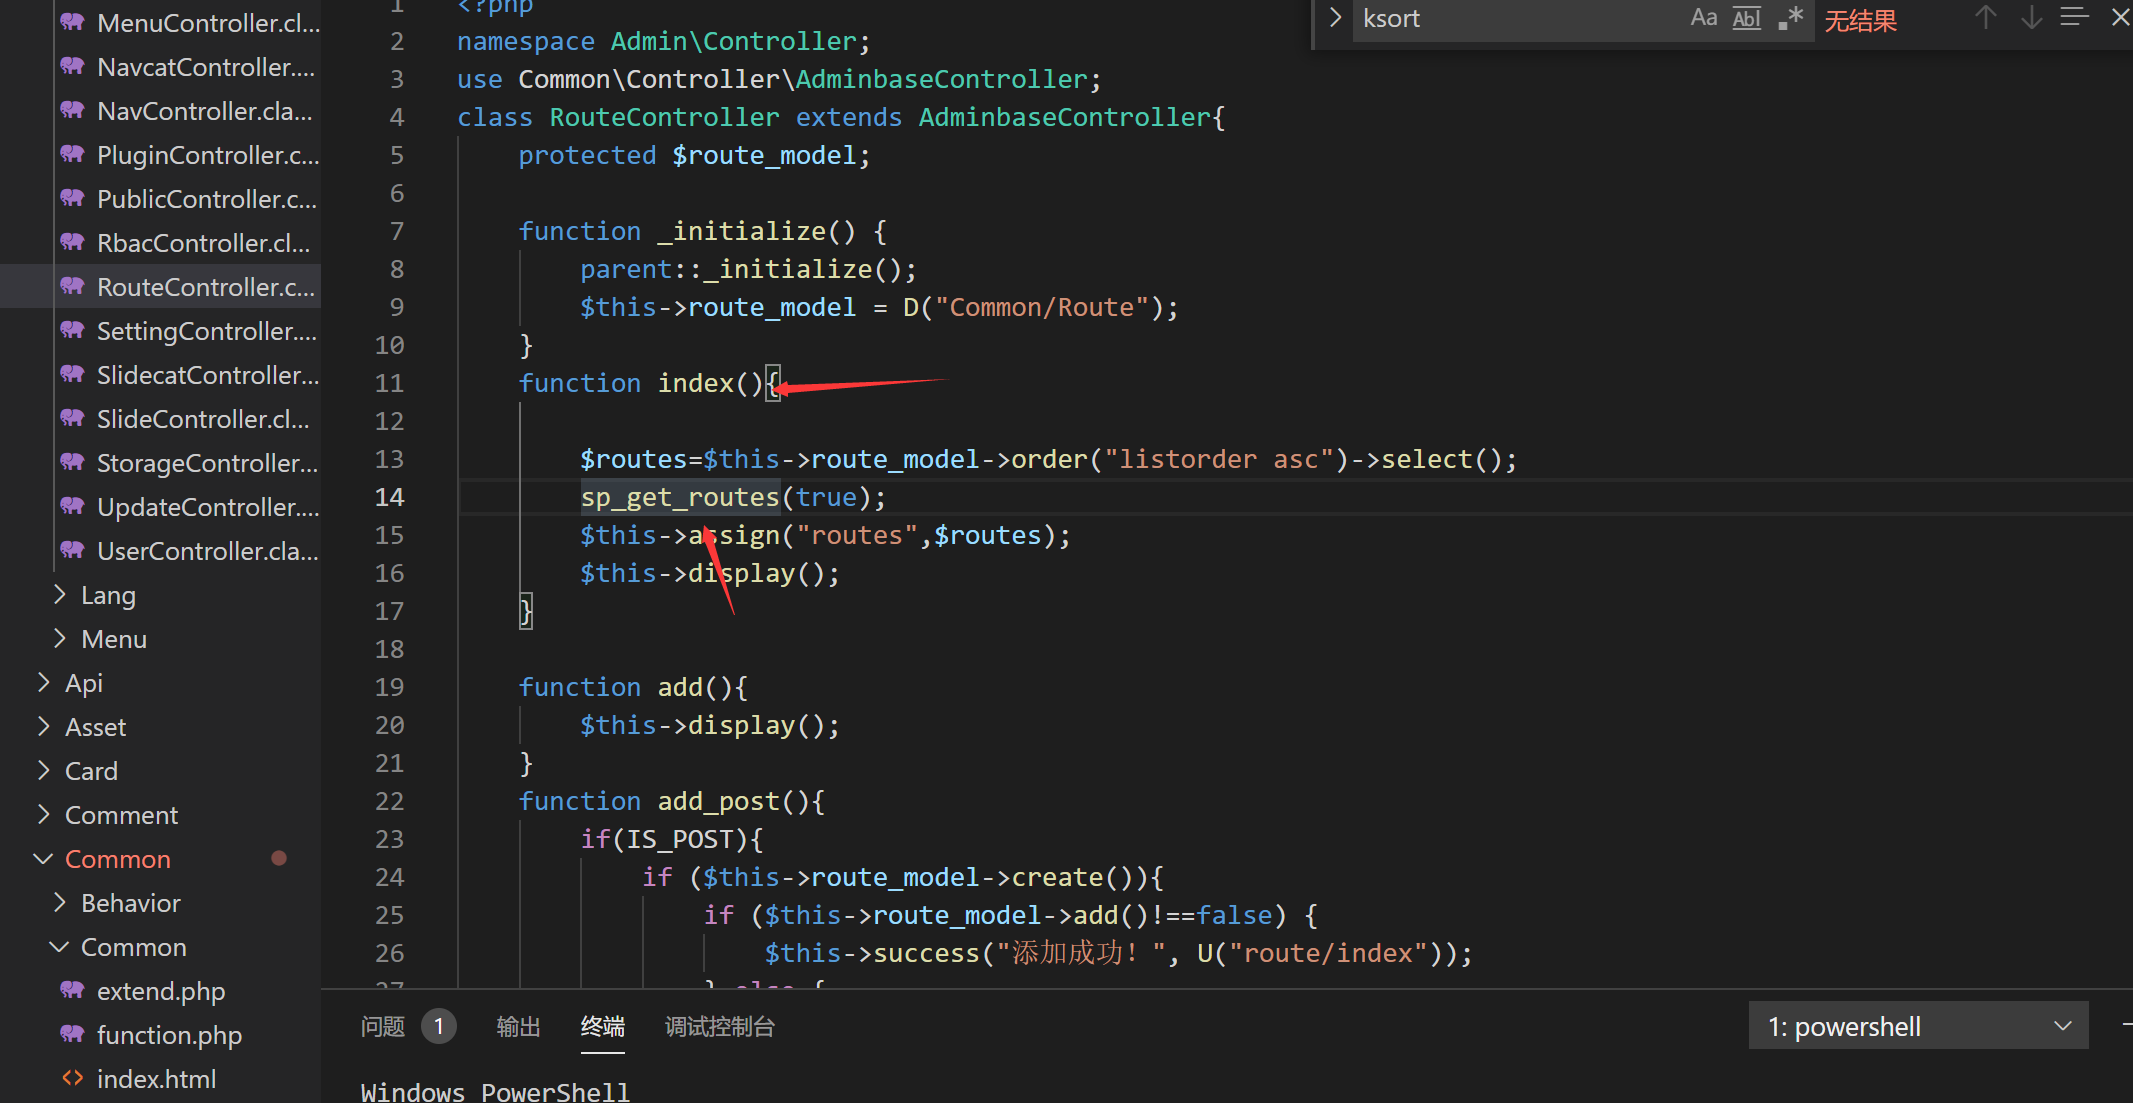 MenuController.cl...
NavcatController....
NavController.cla...
PluginController.c...
PublicController.c...
RbacController.cl...
RouteController.c...
SettingController....
SlidecatController...
SlideController.cl...
StorageController...
UpdateController....
UserController.cla...
Lang
Menu
Api
Asset
Card
Comment
Common
Behavior
Common
extend.php
function.php
index.html
ksort
Aa
Abl
.*
无结果
1 <?php
2 namespace Admin\Controller;
3 use Common\Controller\AdminbaseController;
4 class RouteController extends AdminbaseController{
5 protected $route_model;
6
7 function _initialize() {
8 parent::_initialize();
9 $this->route_model = D("Common/Route");
10 }
11 function index(){
12
13 $routes=$this->route_model->order("listorder asc")->select();
14 sp_get_routes(true);
15 $this->assign("routes",$routes);
16 $this->display();
17 }
18
19 function add(){
20 $this->display();
21 }
22 function add_post(){
23 if(IS_POST){
24 if ($this->route_model->create()){
25 if ($this->route_model->add()!==false) {
26 $this->success("添加成功！", U("route/index"));
27 } else {
问题 1 输出 终端 调试控制台
1: powershell
Windows PowerShell